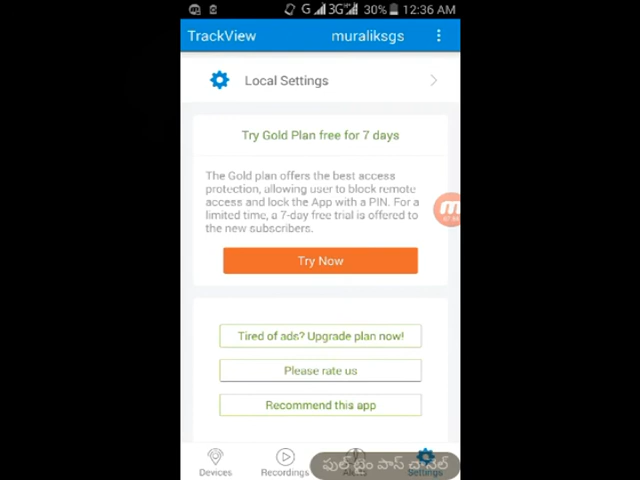 G 3G 30% 12:36 AM
TrackView muraliksgs
Local Settings
Try Gold Plan free for 7 days
The Gold plan offers the best access
protection, allowing user to block remote
access and lock the App with a PIN. For a
limited time, a 7-day free trial is offered to
the new subscribers.
Try Now
Tired of ads? Upgrade plan now!
Please rate us
Recommend this app
Devices Recordings Settings
ఫుల్ టైం పాస్ చానల్